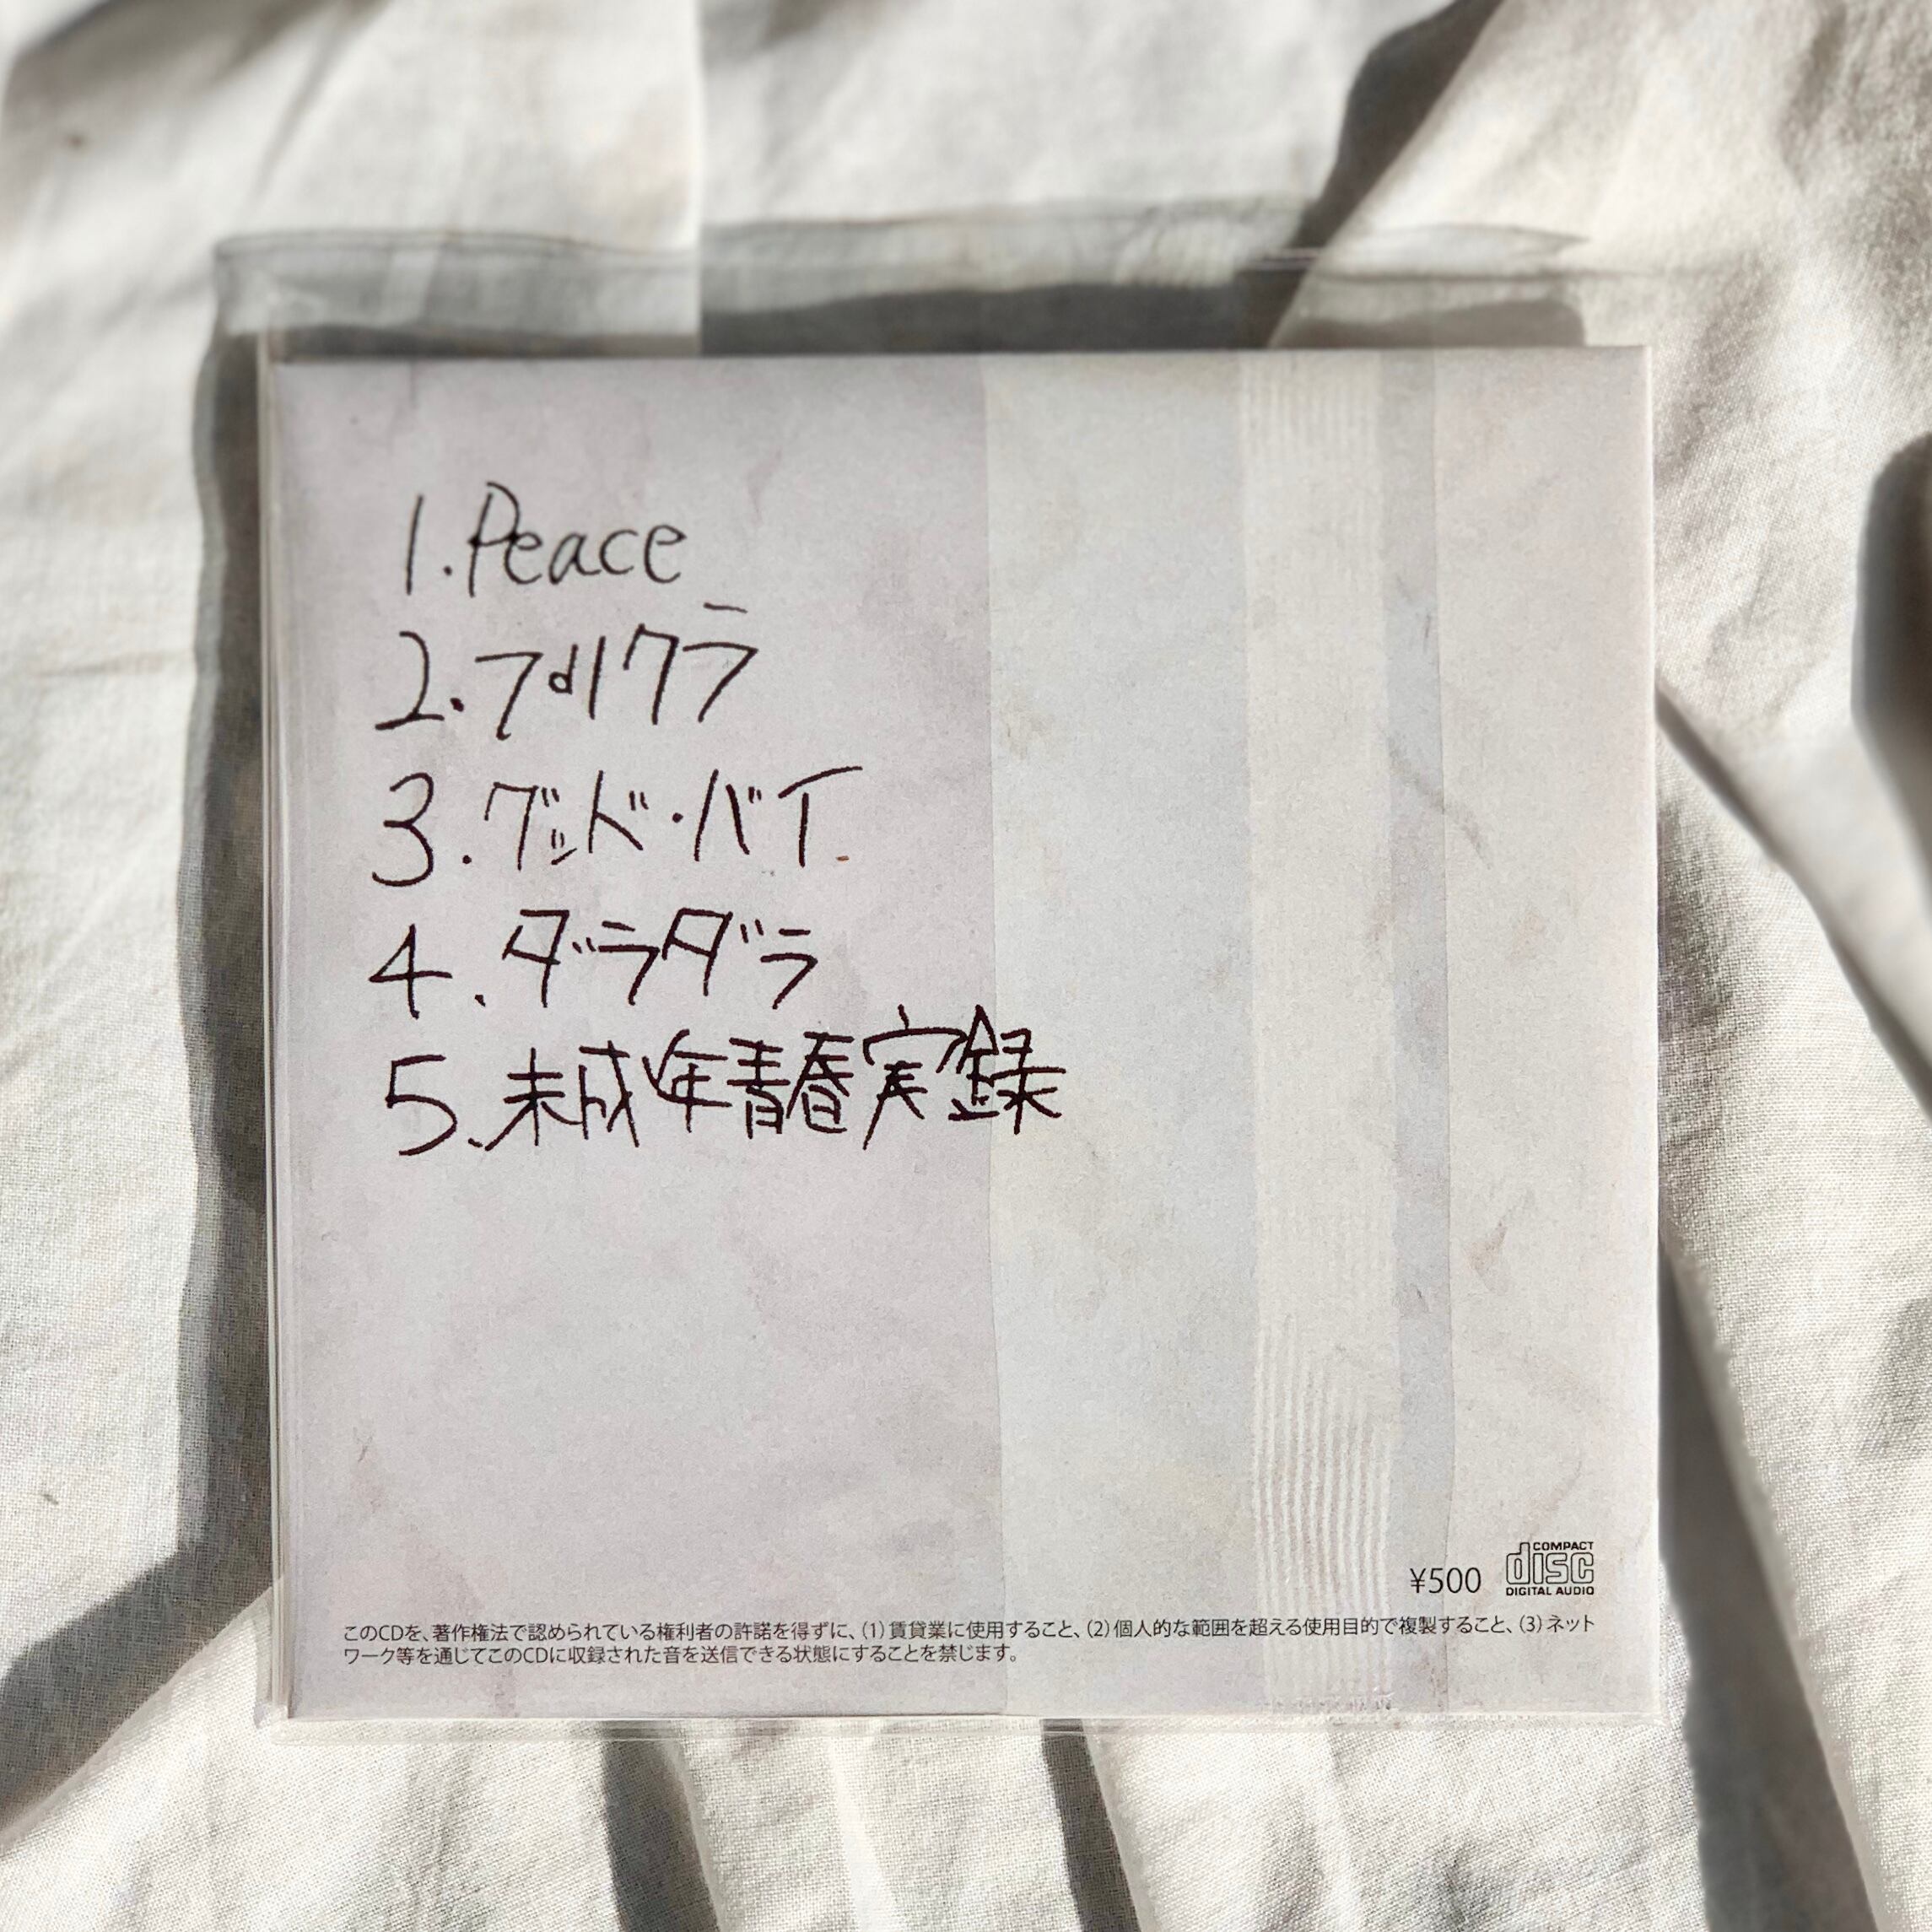 1.Peace
2.プリクラ
3.グッド・バイ
4.ダラダラ
5.未成年青春実録
¥500
COMPACT
disc
DIGITAL AUDIO
このCDを、著作権法で認められている権利者の許諾を得ずに、(1)賃貸業に使用すること、(2)個人的な範囲を超える使用目的で複製すること、(3)ネット
ワーク等を通じてこのCDに収録された音を送信できる状態にすることを禁じます。